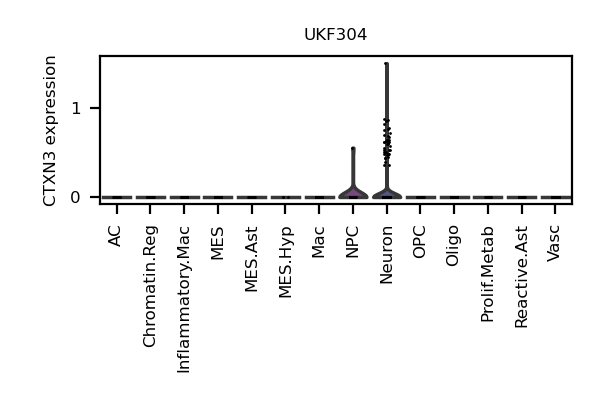 UKF304
CTXN3 expression
1
0
AC
Chromatin.Reg
Inflammatory.Mac
MES
MES.Ast
MES.Hyp
Mac
NPC
Neuron
OPC
Oligo
Prolif.Metab
Reactive.Ast
Vasc